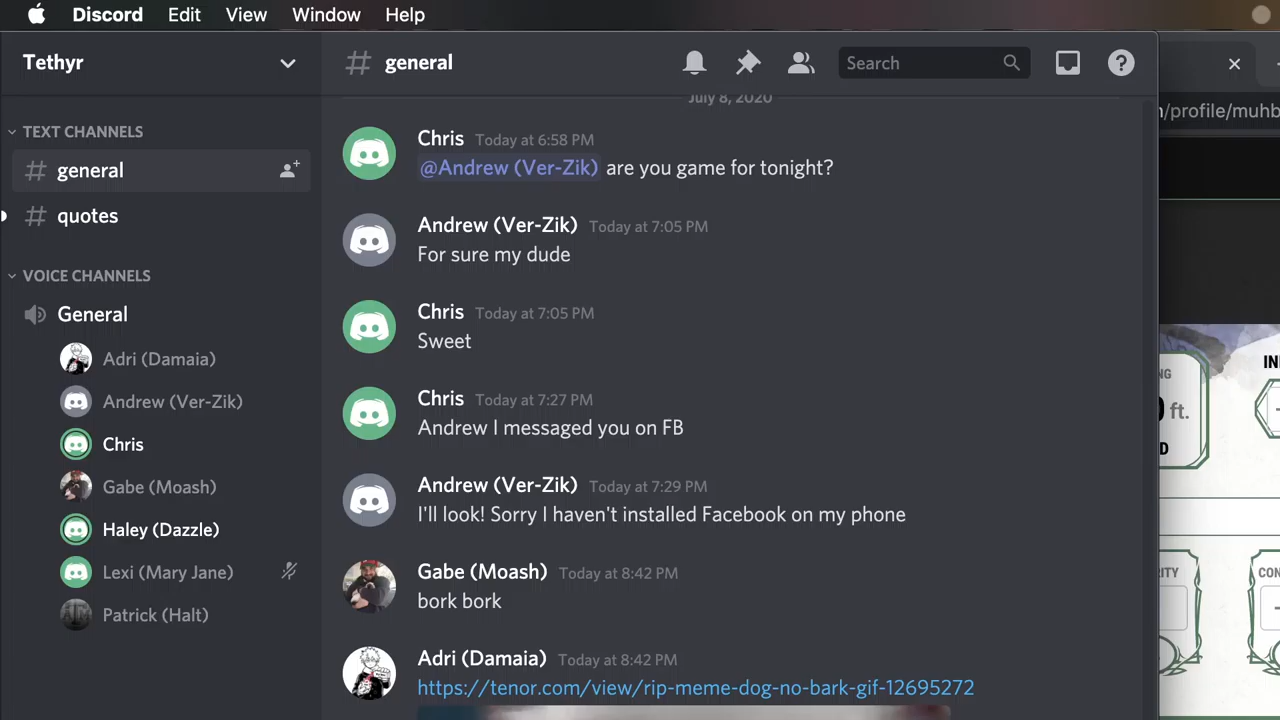 Discord Edit View Window Help
Tethyr
general
Search
/profile/muhb
July 8, 2020
TEXT CHANNELS
general
quotes
VOICE CHANNELS
General
Adri (Damaia)
Andrew (Ver-Zik)
Chris
Gabe (Moash)
Haley (Dazzle)
Lexi (Mary Jane)
Patrick (Halt)
Chris Today at 6:58 PM
@Andrew (Ver-Zik) are you game for tonight?
Andrew (Ver-Zik) Today at 7:05 PM
For sure my dude
Chris Today at 7:05 PM
Sweet
Chris Today at 7:27 PM
Andrew I messaged you on FB
Andrew (Ver-Zik) Today at 7:29 PM
I'll look! Sorry I haven't installed Facebook on my phone
Gabe (Moash) Today at 8:42 PM
bork bork
Adri (Damaia) Today at 8:42 PM
https://tenor.com/view/rip-meme-dog-no-bark-gif-12695272
ft.